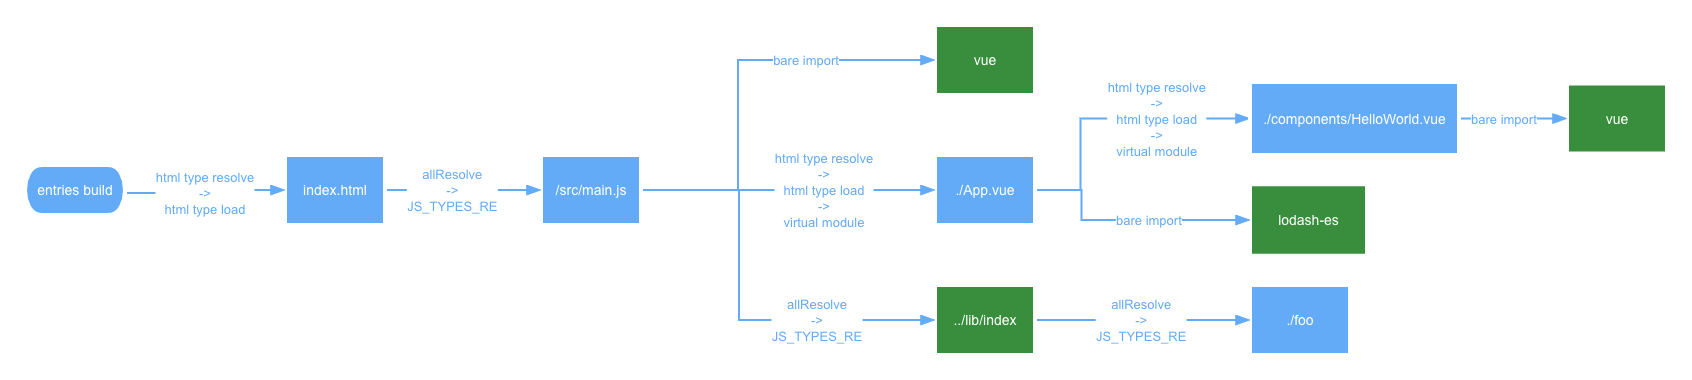 entries build
html type resolve
->
html type load
index.html
allResolve
->
JS_TYPES_RE
/src/main.js
bare import
vue
html type resolve
->
html type load
->
virtual module
./App.vue
html type resolve
->
html type load
->
virtual module
./components/HelloWorld.vue
bare import
vue
bare import
lodash-es
allResolve
->
JS_TYPES_RE
../lib/index
allResolve
->
JS_TYPES_RE
./foo